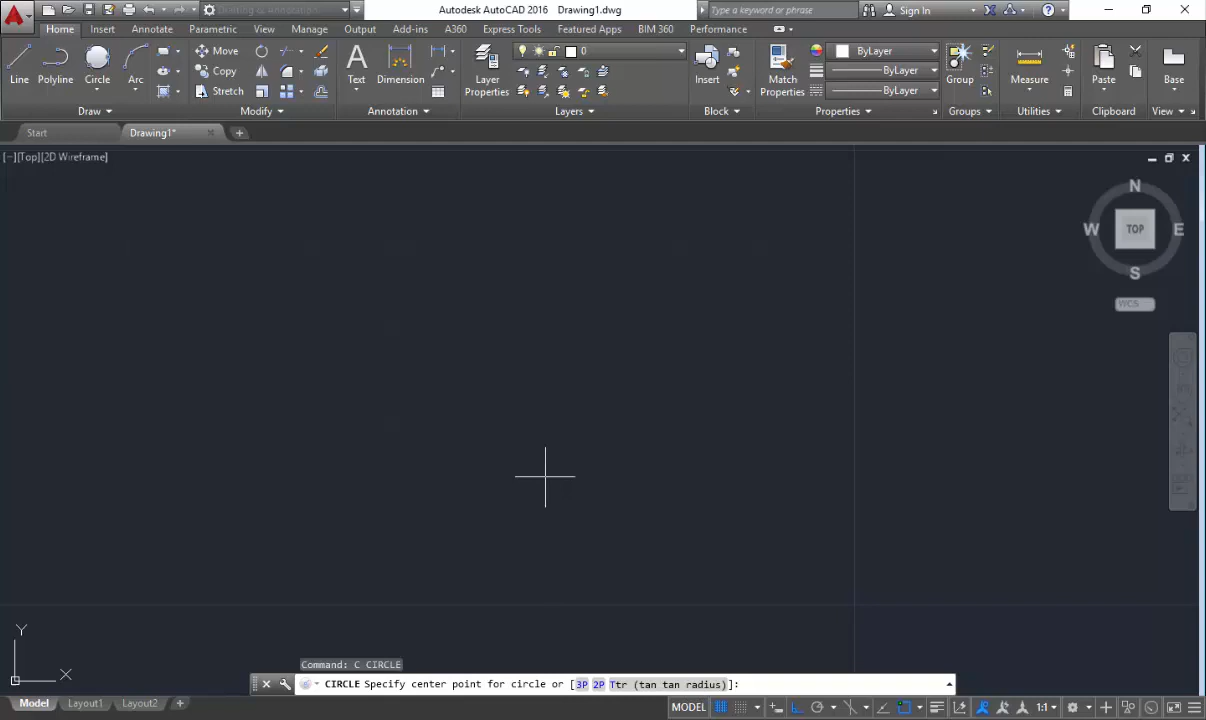 Drafting & Annotation
Autodesk AutoCAD 2016 Drawing1.dwg
Type a keyword or phrase
Sign In
Home Insert Annotate Parametric View Manage Output Add-ins A360 Express Tools Featured Apps BIM 360 Performance
Line Polyline Circle Arc
Move
Copy
Stretch
Text Dimension
Layer
Properties
0
Insert
Match
Properties
ByLayer
ByLayer
ByLayer
Group
Measure
Paste
Base
Draw Modify Annotation Layers Block Properties Groups Utilities Clipboard View
Start Drawing1*
[−][Top][2D Wireframe]
N
W TOP E
S
WCS
Y
X
Command: C CIRCLE
CIRCLE Specify center point for circle or [3P 2P Ttr (tan tan radius)]:
Model Layout1 Layout2 +
MODEL 1:1